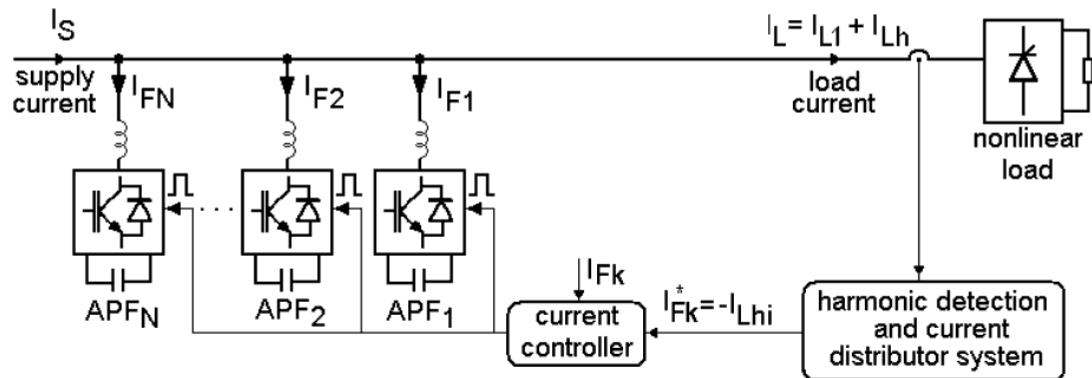 I_S
I_L = I_L1 + I_Lh
supply
current
I_FN
I_F2
I_F1
load
current
nonlinear
load
. . .
APF_N
APF_2
APF_1
I_Fk
I*_Fk=-I_Lhi
current
controller
harmonic detection
and current
distributor system